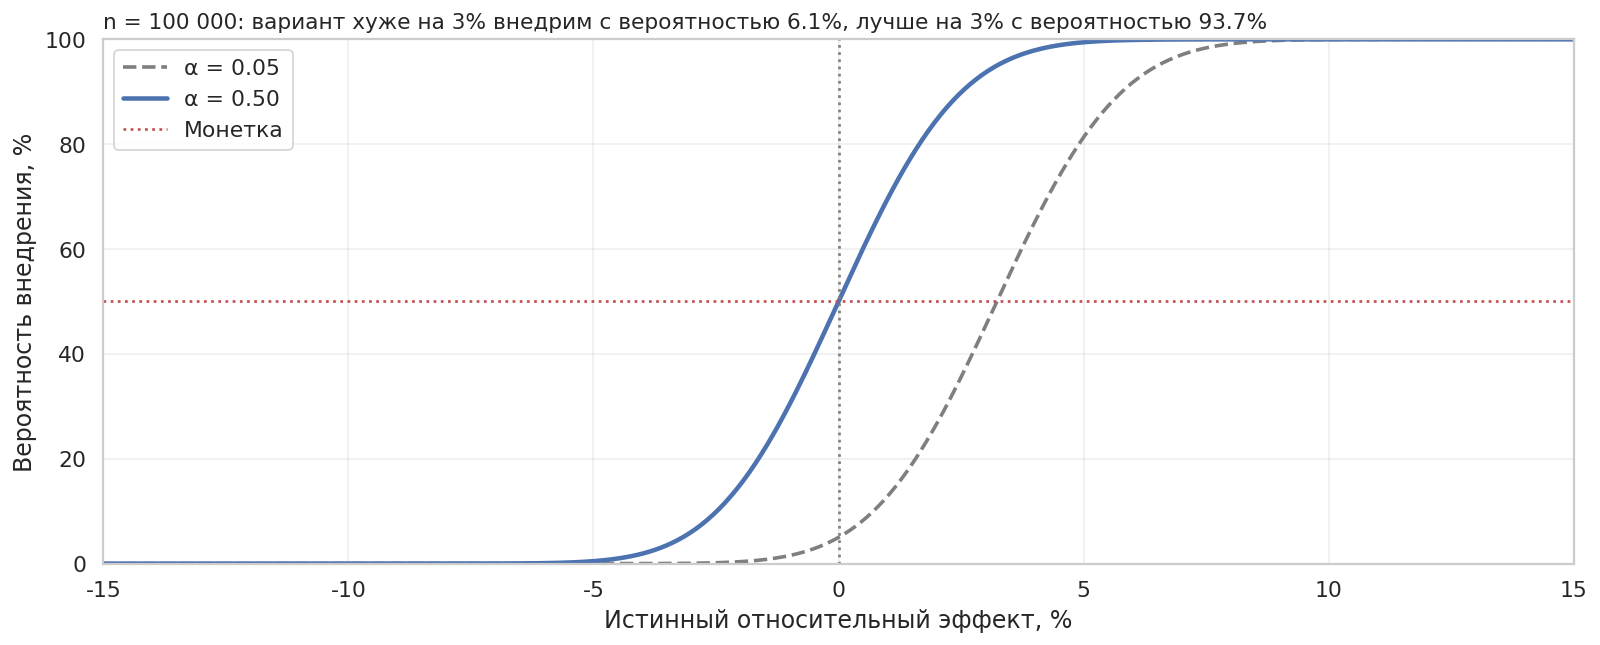 n = 100 000: вариант хуже на 3% внедрим с вероятностью 6.1%, лучше на 3% с вероятностью 93.7%
α = 0.05
α = 0.50
Монетка
Вероятность внедрения, %
100
80
60
40
20
0
-15
-10
-5
0
5
10
15
Истинный относительный эффект, %